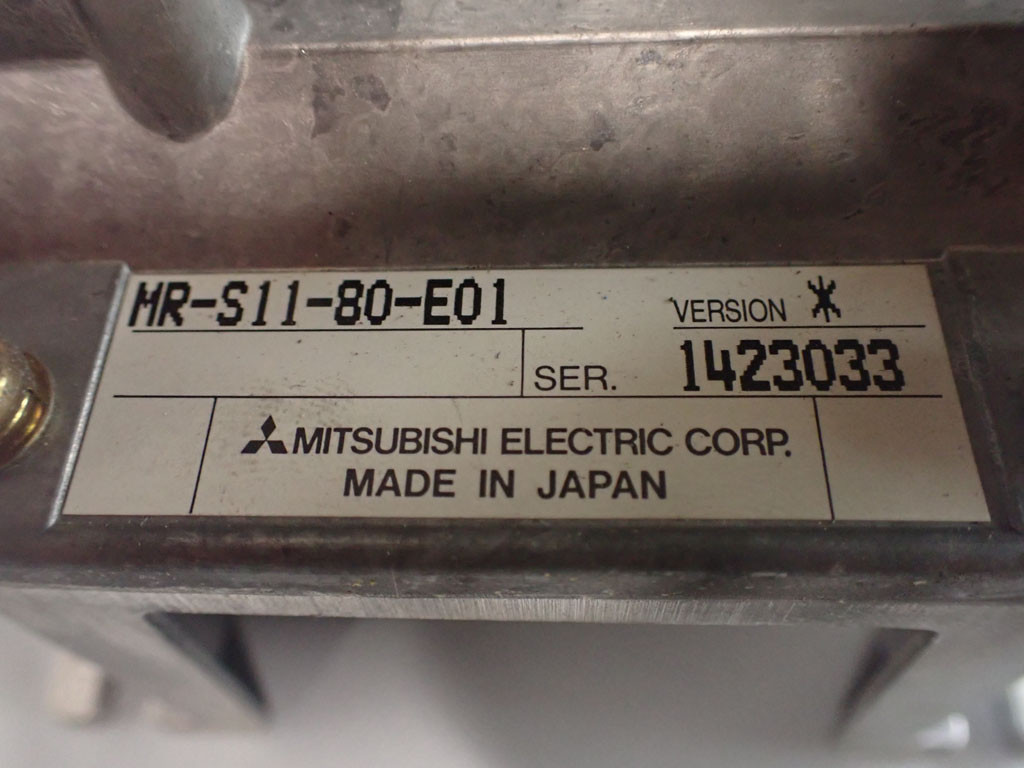 MR-S11-80-E01
VERSION *
SER. 1423033
MITSUBISHI ELECTRIC CORP.
MADE IN JAPAN